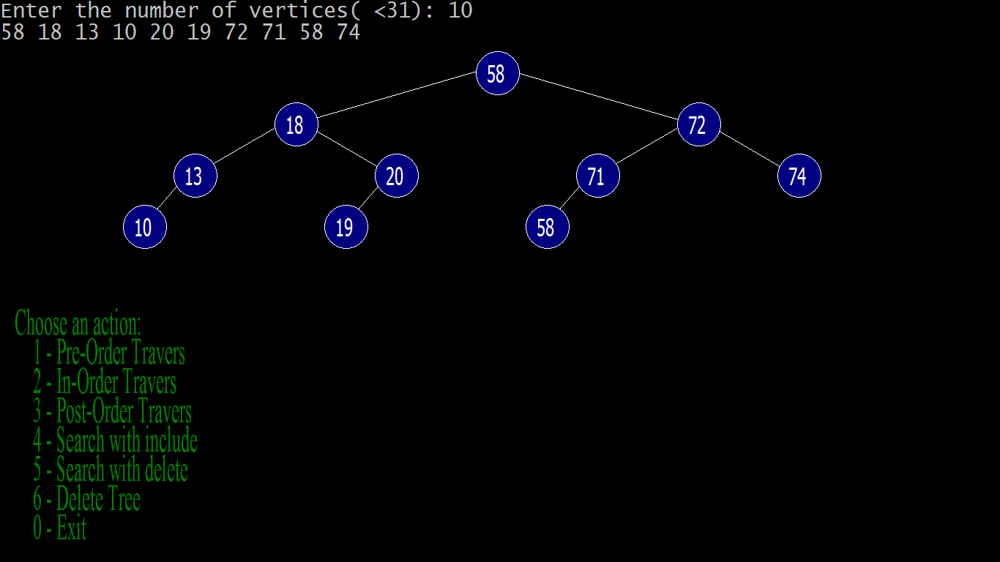 Enter the number of vertices( <31): 10
58 18 13 10 20 19 72 71 58 74
58
18 72
13 20 71 74
10 19 58
Choose an action:
1 - Pre-Order Travers
2 - In-Order Travers
3 - Post-Order Travers
4 - Search with include
5 - Search with delete
6 - Delete Tree
0 - Exit